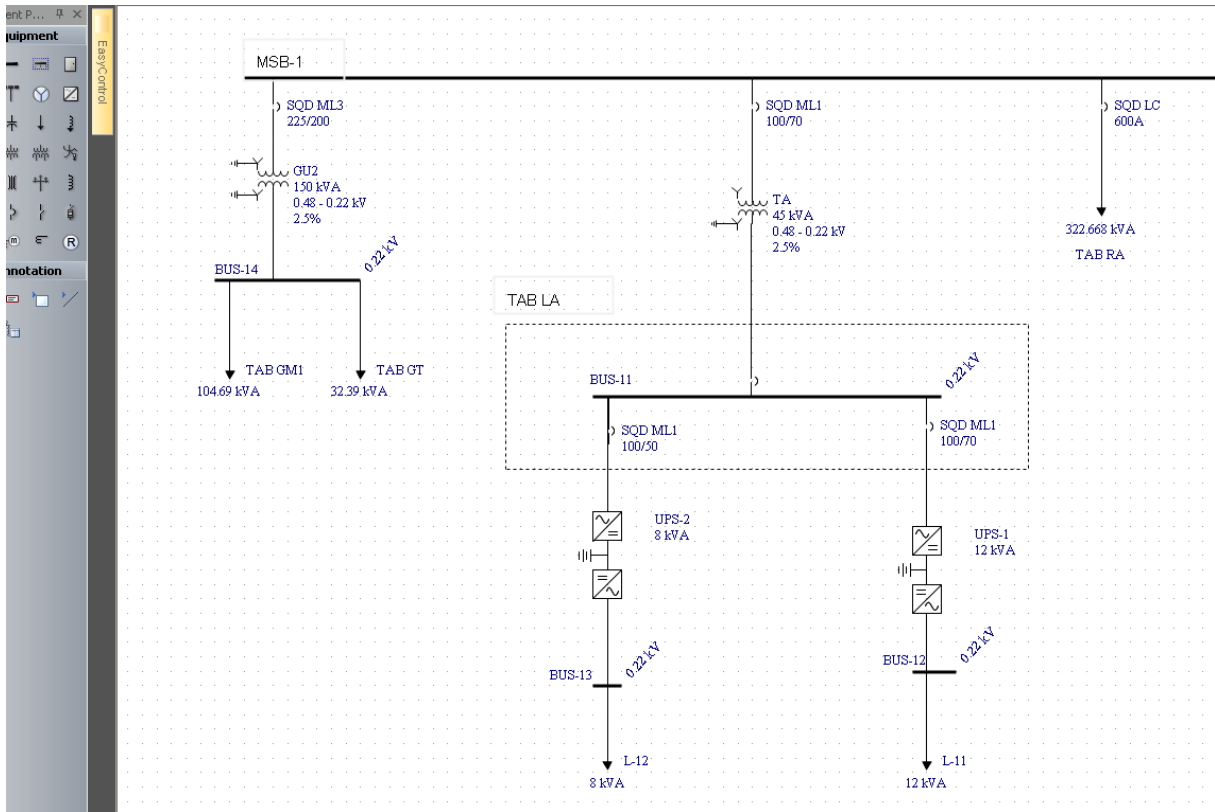 ent P...
quipment
EasyControl
nnotation
R
m
MSB-1
SQD ML3
225/200
SQD ML1
100/70
SQD LC
600A
GU2
150 kVA
0.48 - 0.22 kV
2.5%
TA
45 kVA
0.48 - 0.22 kV
2.5%
322.668 kVA
TAB RA
BUS-14
0.22 kV
TAB LA
TAB GM1
104.69 kVA
TAB GT
32.39 kVA
BUS-11
0.22 kV
SQD ML1
100/50
SQD ML1
100/70
UPS-2
8 kVA
UPS-1
12 kVA
BUS-13
0.22 kV
BUS-12
0.22 kV
L-12
8 kVA
L-11
12 kVA